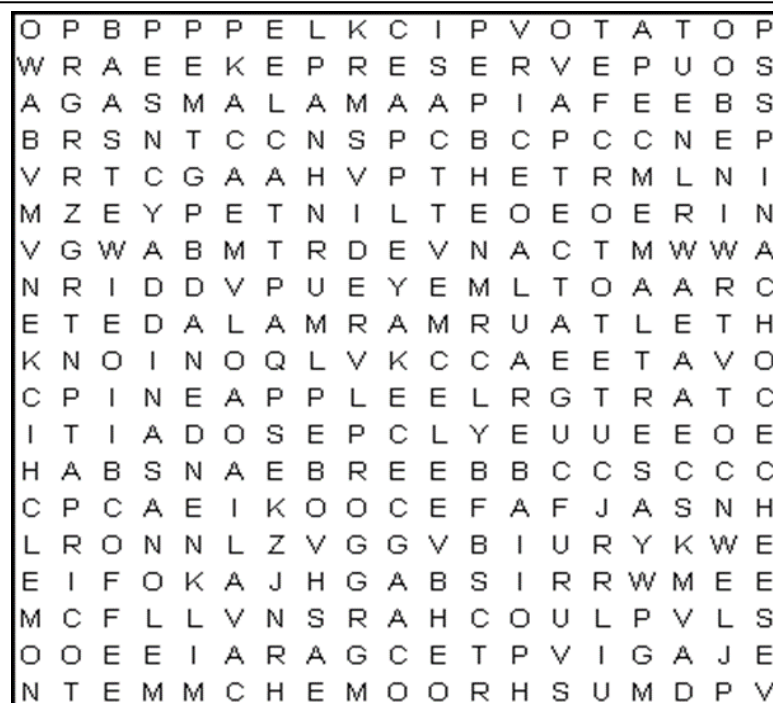 O P B P P P E L K C I P V O T A T O P
W R A E E K E P R E S E R V E P U O S
A G A S M A L A M A A P I A F E E B S
B R S N T C C N S P C B C P C C N E P
V R T C G A A H V P T H E T R M L N I
M Z E Y P E T N I L T E O E O E R I N
V G W A B M T R D E V N A C T M W W A
N R I D D V P U E Y E M L T O A A R C
E T E D A L A M R A M R U A T L E T H
K N O I N O Q L V K C C A E E T A V O
C P I N E A P P L E E L R G T R A T C
I T I A D O S E P C L Y E U U E E O E
H A B S N A E B R E E B B C C S C C C
C P C A E I K O O C E F A F J A S N H
L R O N N L Z V G G V B I U R Y K W E
E I F O K A J H G A B S I R R W M E E
M C F L L V N S R A H C O U L P V L S
O O E E I A R A G C E T P V I G A J E
N T E M M C H E M O O R H S U M D P V